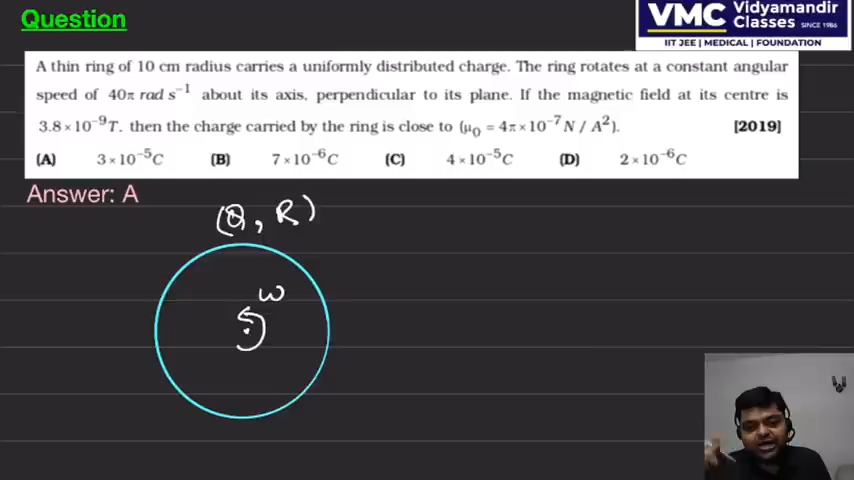 Question
VMC Vidyamandir Classes SINCE 1986
IIT JEE | MEDICAL | FOUNDATION
A thin ring of 10 cm radius carries a uniformly distributed charge. The ring rotates at a constant angular
speed of 40π rad s⁻¹ about its axis, perpendicular to its plane. If the magnetic field at its centre is
3.8×10⁻⁹T, then the charge carried by the ring is close to (μ₀ = 4π×10⁻⁷N / A²). [2019]
(A) 3×10⁻⁵C (B) 7×10⁻⁶C (C) 4×10⁻⁵C (D) 2×10⁻⁶C
Answer: A
(Q, R)
ω